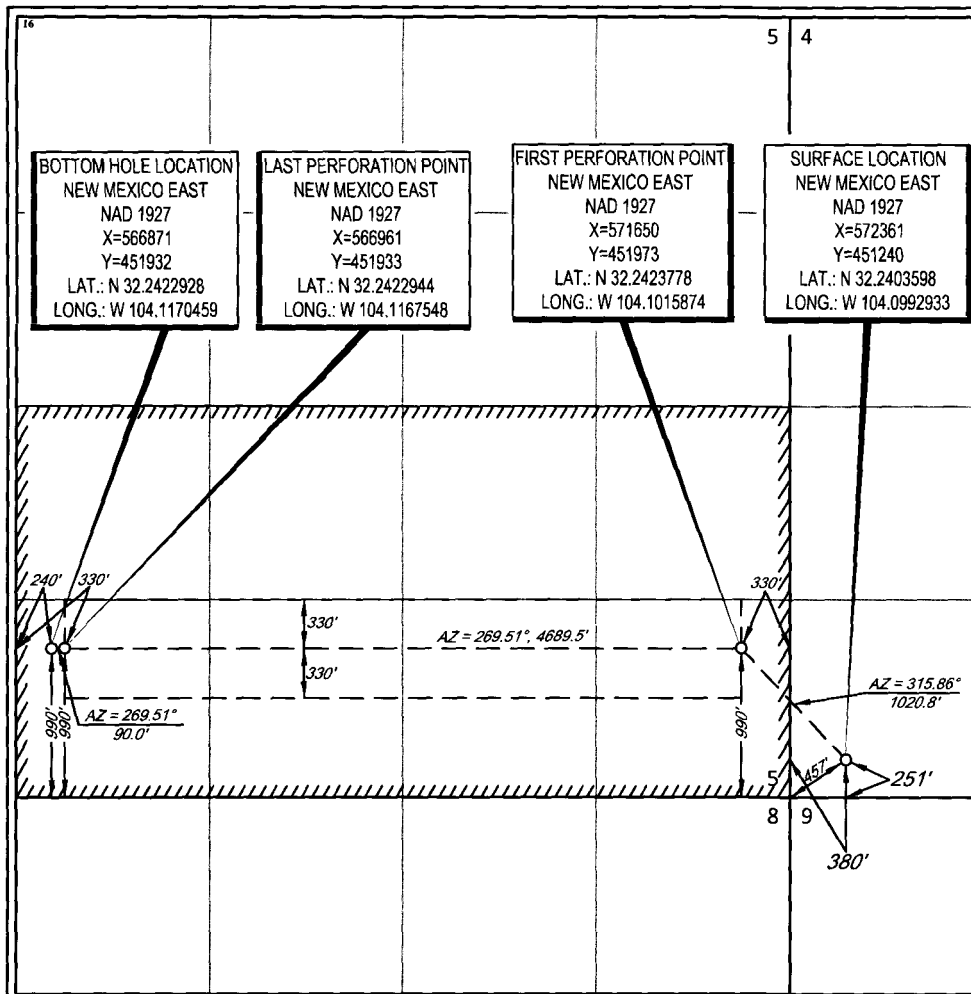 16
5 4
BOTTOM HOLE LOCATION
NEW MEXICO EAST
NAD 1927
X=566871
Y=451932
LAT.: N 32.2422928
LONG.: W 104.1170459
LAST PERFORATION POINT
NEW MEXICO EAST
NAD 1927
X=566961
Y=451933
LAT.: N 32.2422944
LONG.: W 104.1167548
FIRST PERFORATION POINT
NEW MEXICO EAST
NAD 1927
X=571650
Y=451973
LAT.: N 32.2423778
LONG.: W 104.1015874
SURFACE LOCATION
NEW MEXICO EAST
NAD 1927
X=572361
Y=451240
LAT.: N 32.2403598
LONG.: W 104.0992933
240'
330'
330'
330'
AZ = 269.51°, 4689.5'
330'
AZ = 315.86°
1020.8'
990'
990'
AZ = 269.51°
90.0'
990'
457'
5
251'
8 9
380'